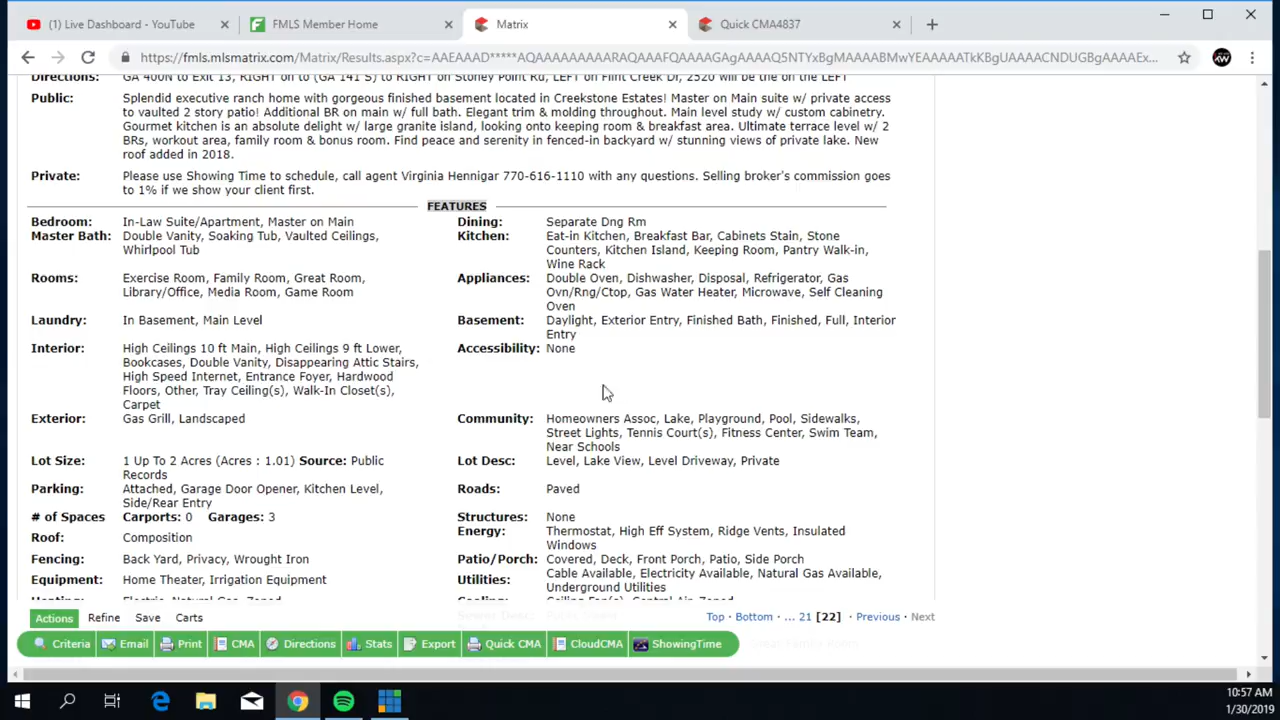 (1) Live Dashboard - YouTube
FMLS Member Home
Matrix
Quick CMA4837
https://fmls.mlsmatrix.com/Matrix/Results.aspx?c=AAEAAAD*****AQAAAAAAAAARAQAAAFQAAAAGAgAAAAQ5NTYxBgMAAAABMwYEAAAAATkKBgUAAAACNDUGBgAAAAEx...
Directions: GA 400N to Exit 13, RIGHT on to (GA 141 S) to RIGHT on Stoney Point Rd, LEFT on Flint Creek Dr, 2520 will be the on the LEFT
Public: Splendid executive ranch home with gorgeous finished basement located in Creekstone Estates! Master on Main suite w/ private access
to vaulted 2 story patio! Additional BR on main w/ full bath. Elegant trim & molding throughout. Main level study w/ custom cabinetry.
Gourmet kitchen is an absolute delight w/ large granite island, looking onto keeping room & breakfast area. Ultimate terrace level w/ 2
BRs, workout area, family room & bonus room. Find peace and serenity in fenced-in backyard w/ stunning views of private lake. New
roof added in 2018.
Private: Please use Showing Time to schedule, call agent Virginia Hennigar 770-616-1110 with any questions. Selling broker's commission goes
to 1% if we show your client first.
FEATURES
Bedroom: In-Law Suite/Apartment, Master on Main
Dining: Separate Dng Rm
Master Bath: Double Vanity, Soaking Tub, Vaulted Ceilings,
Whirlpool Tub
Kitchen: Eat-in Kitchen, Breakfast Bar, Cabinets Stain, Stone
Counters, Kitchen Island, Keeping Room, Pantry Walk-in,
Wine Rack
Rooms: Exercise Room, Family Room, Great Room,
Library/Office, Media Room, Game Room
Appliances: Double Oven, Dishwasher, Disposal, Refrigerator, Gas
Ovn/Rng/Ctop, Gas Water Heater, Microwave, Self Cleaning
Oven
Laundry: In Basement, Main Level
Basement: Daylight, Exterior Entry, Finished Bath, Finished, Full, Interior
Entry
Interior: High Ceilings 10 ft Main, High Ceilings 9 ft Lower,
Bookcases, Double Vanity, Disappearing Attic Stairs,
High Speed Internet, Entrance Foyer, Hardwood
Floors, Other, Tray Ceiling(s), Walk-In Closet(s),
Carpet
Accessibility: None
Exterior: Gas Grill, Landscaped
Community: Homeowners Assoc, Lake, Playground, Pool, Sidewalks,
Street Lights, Tennis Court(s), Fitness Center, Swim Team,
Near Schools
Lot Size: 1 Up To 2 Acres (Acres : 1.01) Source: Public
Records
Lot Desc: Level, Lake View, Level Driveway, Private
Parking: Attached, Garage Door Opener, Kitchen Level,
Side/Rear Entry
Roads: Paved
# of Spaces Carports: 0 Garages: 3
Structures: None
Energy: Thermostat, High Eff System, Ridge Vents, Insulated
Windows
Roof: Composition
Fencing: Back Yard, Privacy, Wrought Iron
Patio/Porch: Covered, Deck, Front Porch, Patio, Side Porch
Equipment: Home Theater, Irrigation Equipment
Utilities: Cable Available, Electricity Available, Natural Gas Available,
Underground Utilities
Heating: Electric, Natural Gas, Zoned
Cooling: Ceiling Fan(s), Central Air, Zoned
Actions Refine Save Carts
Top · Bottom · ... 21 [22] · Previous · Next
Criteria Email Print CMA Directions Stats Export Quick CMA CloudCMA ShowingTime
10:57 AM
1/30/2019